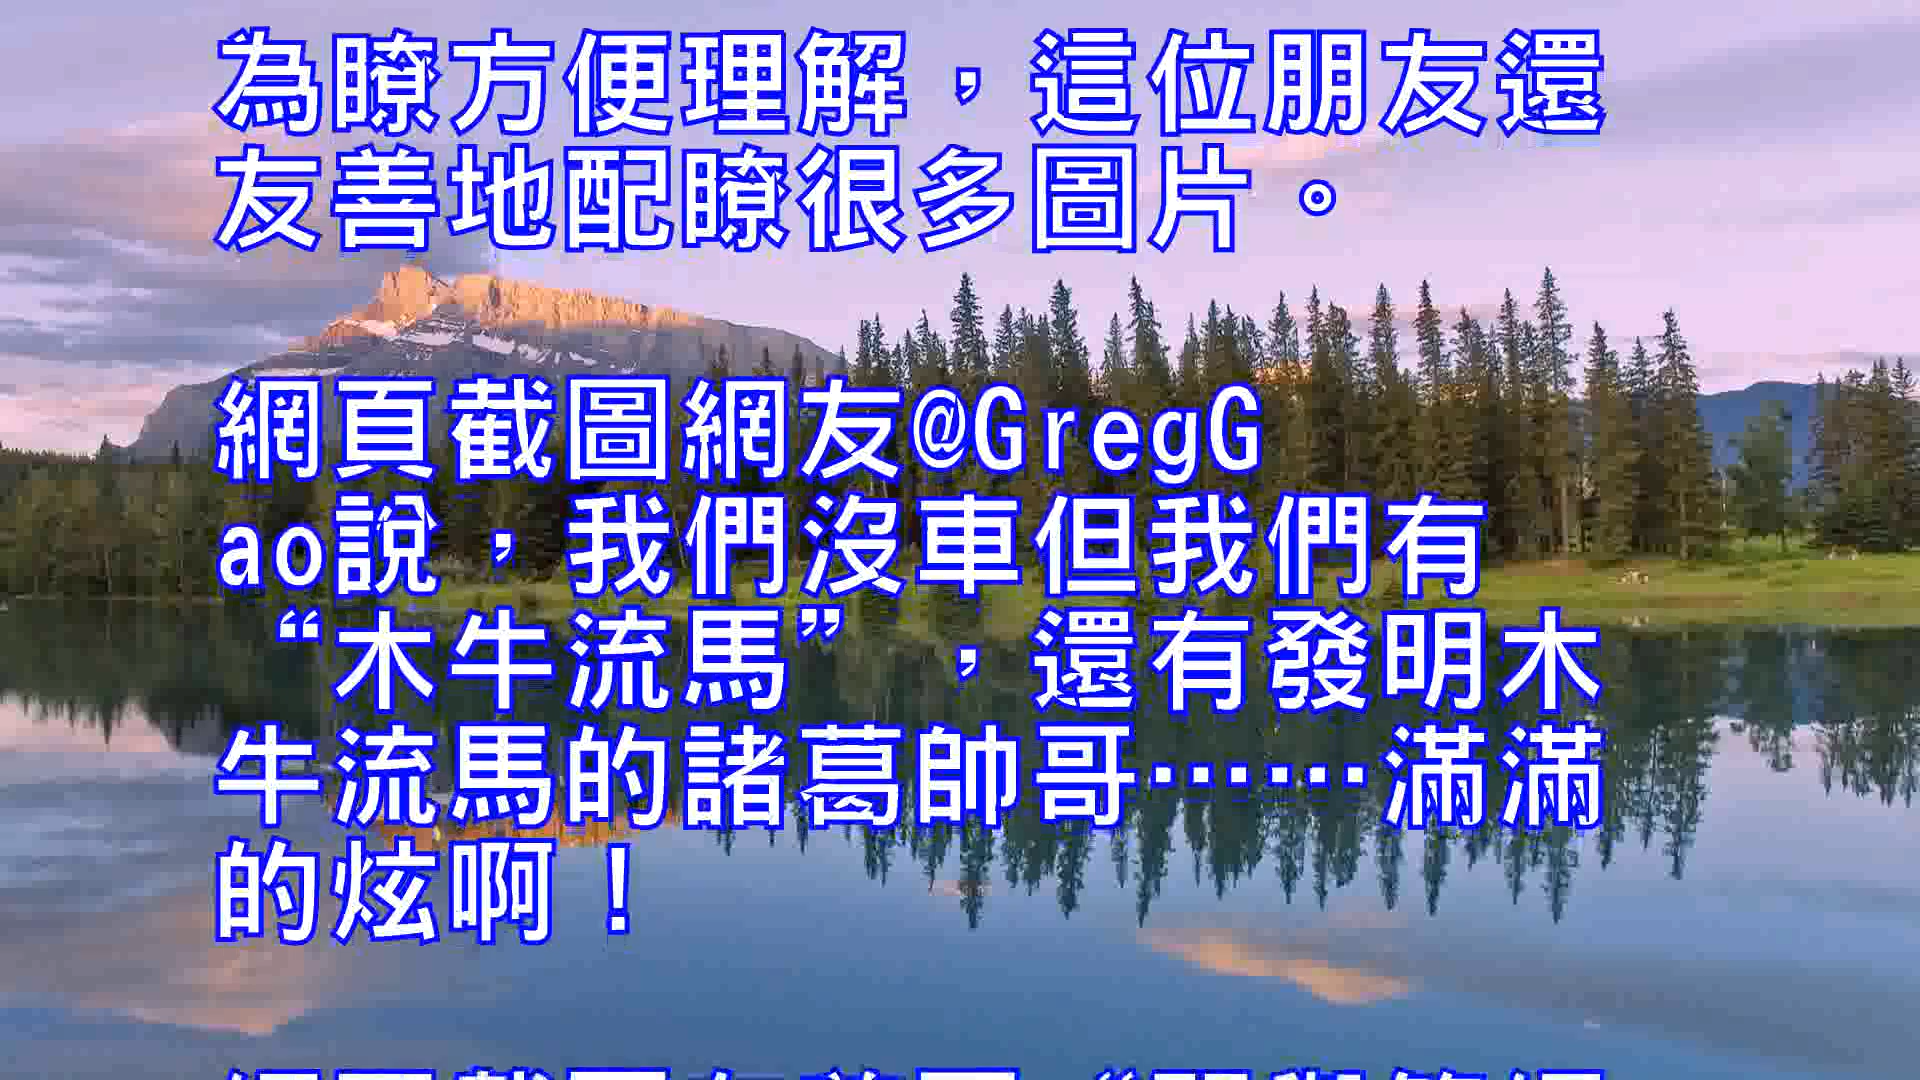 為瞭方便理解，這位朋友還
友善地配瞭很多圖片。
網頁截圖網友@GregG
ao說，我們沒車但我們有
“木牛流馬”，還有發明木
牛流馬的諸葛帥哥……滿滿
的炫啊！